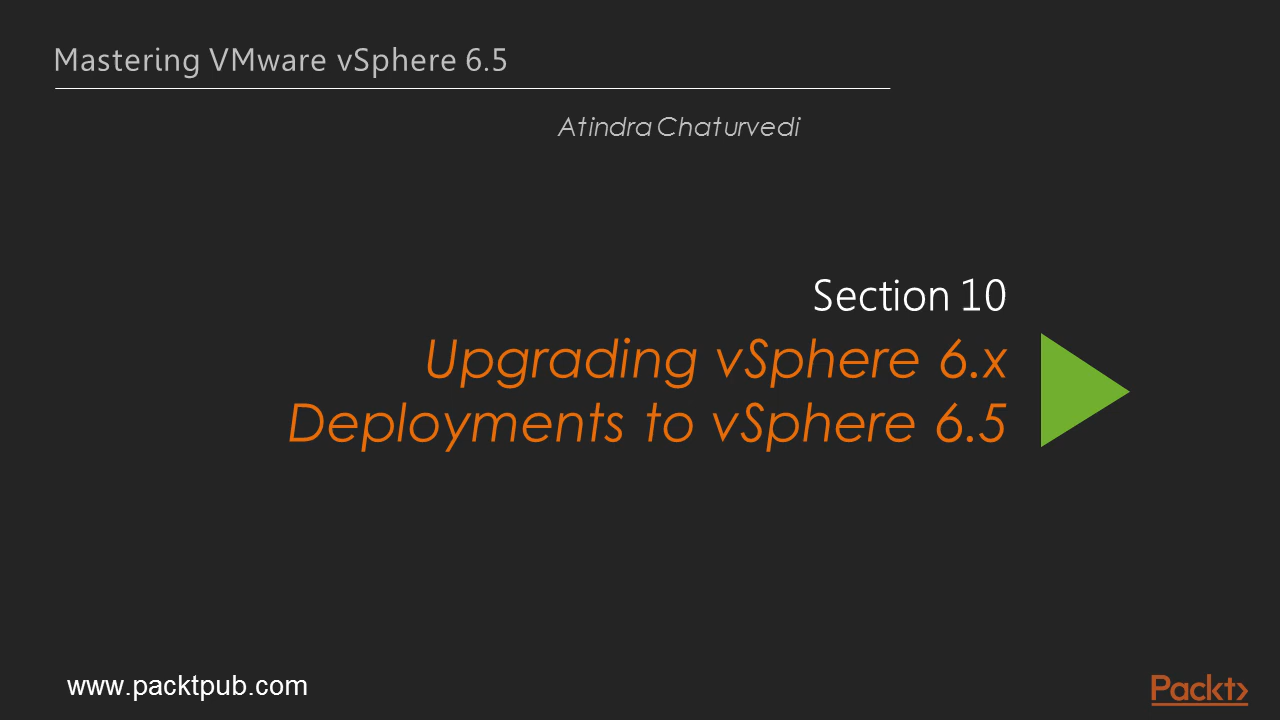 Mastering VMware vSphere 6.5
Atindra Chaturvedi
Section 10
Upgrading vSphere 6.x
Deployments to vSphere 6.5
www.packtpub.com
Packt>